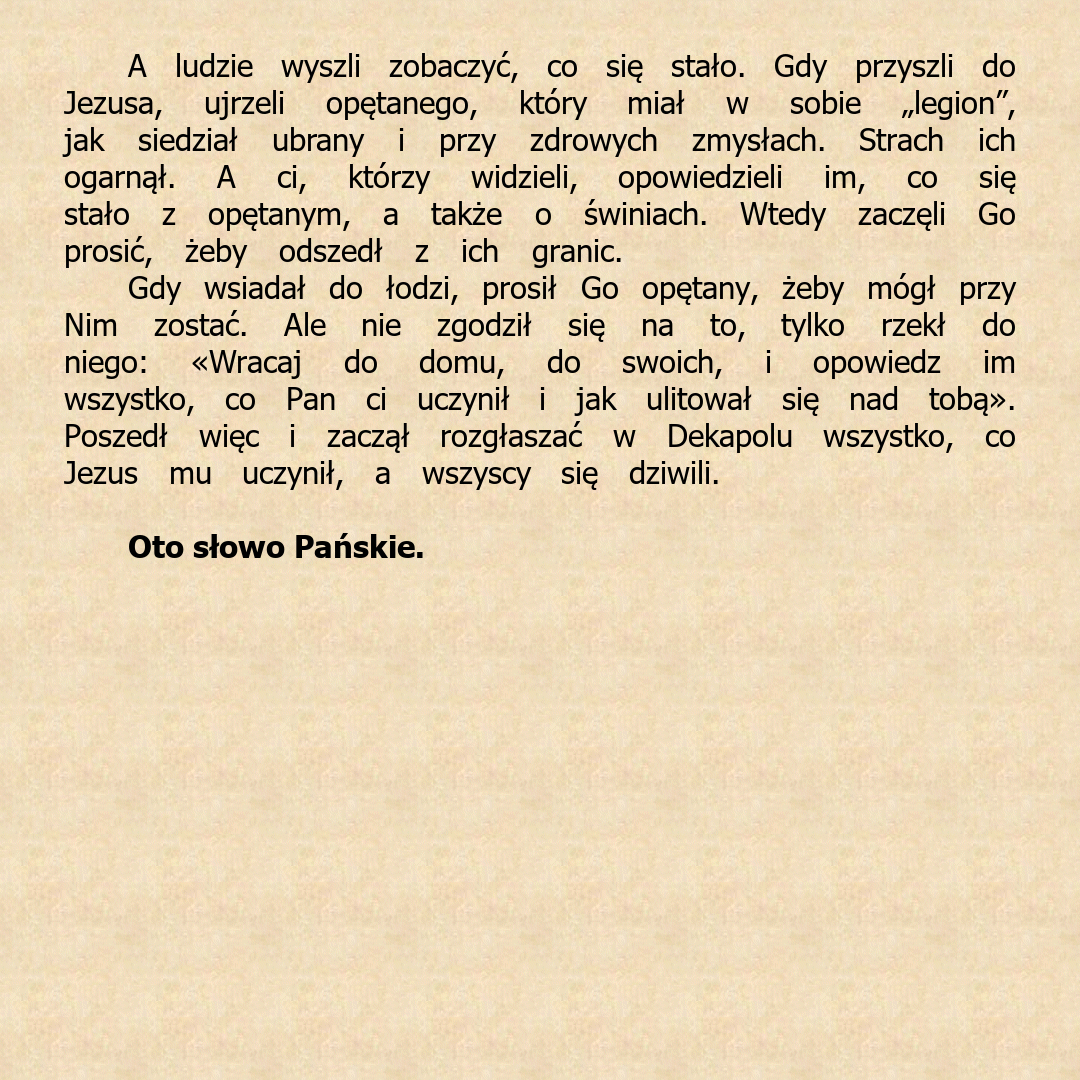 A ludzie wyszli zobaczyć, co się stało. Gdy przyszli do
Jezusa, ujrzeli opętanego, który miał w sobie „legion”,
jak siedział ubrany i przy zdrowych zmysłach. Strach ich
ogarnął. A ci, którzy widzieli, opowiedzieli im, co się
stało z opętanym, a także o świniach. Wtedy zaczęli Go
prosić, żeby odszedł z ich granic.
Gdy wsiadał do łodzi, prosił Go opętany, żeby mógł przy
Nim zostać. Ale nie zgodził się na to, tylko rzekł do
niego: «Wracaj do domu, do swoich, i opowiedz im
wszystko, co Pan ci uczynił i jak ulitował się nad tobą».
Poszedł więc i zaczął rozgłaszać w Dekapolu wszystko, co
Jezus mu uczynił, a wszyscy się dziwili.
Oto słowo Pańskie.